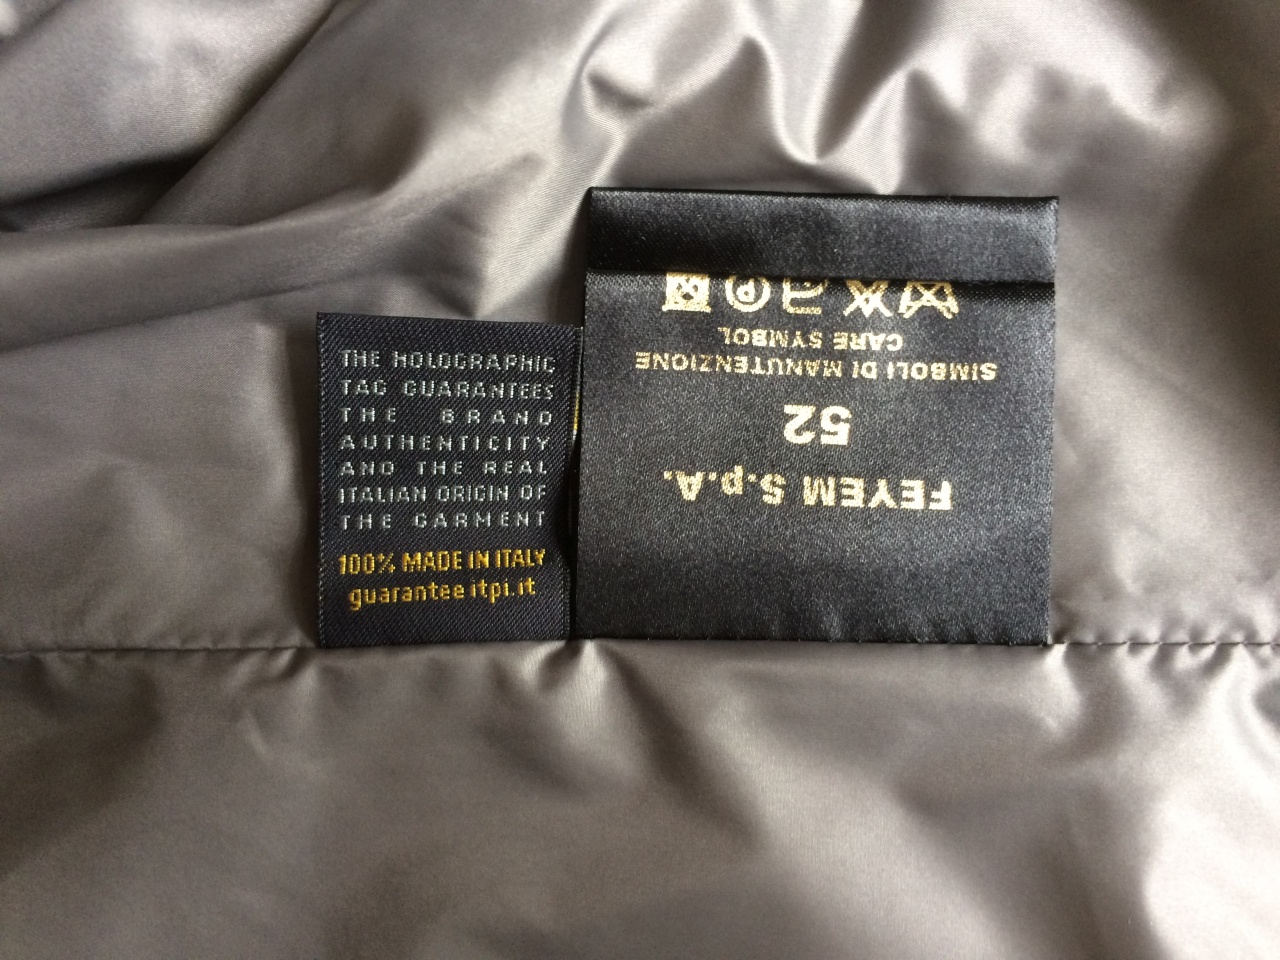 THE HOLOGRAPHIC
TAG GUARANTEES
THE BRAND
AUTHENTICITY
AND THE REAL
ITALIAN ORIGIN OF
THE GARMENT
100% MADE IN ITALY
guarantee itpi.it
FEYEM S.p.A.
52
SIMBOLI DI MANUTENZIONE
CARE SYMBOL